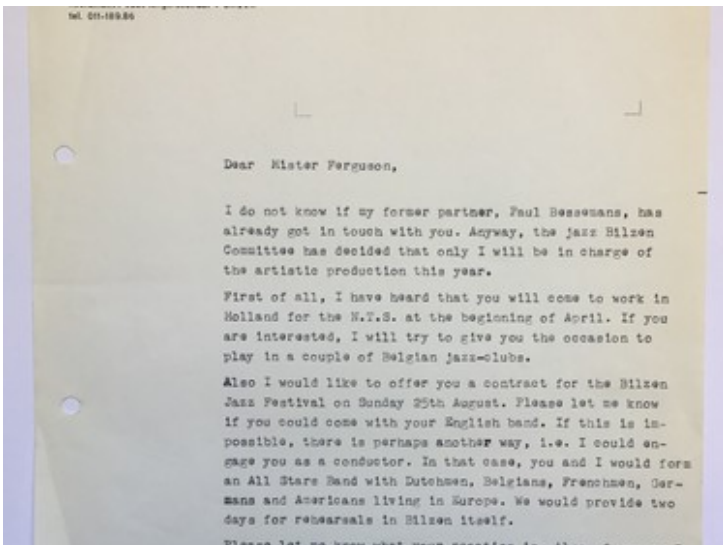 tel. 011-189.86
Dear Mister Ferguson,
I do not know if my former partner, Paul Bessemans, has
already got in touch with you. Anyway, the jazz Bilzen
Committee has decided that only I will be in charge of
the artistic production this year.
First of all, I have heard that you will come to work in
Holland for the N.T.S. at the beginning of April. If you
are interested, I will try to give you the occasion to
play in a couple of Belgian jazz-clubs.
Also I would like to offer you a contract for the Bilzen
Jazz Festival on Sunday 25th August. Please let me know
if you could come with your English band. If this is im-
possible, there is perhaps another way, i.e. I could en-
gage you as a conductor. In that case, you and I would form
an All Stars Band with Dutchmen, Belgians, Frenchmen, Ger-
mans and Americans living in Europe. We would provide two
days for rehearsals in Bilzen itself.
Please let me know what your